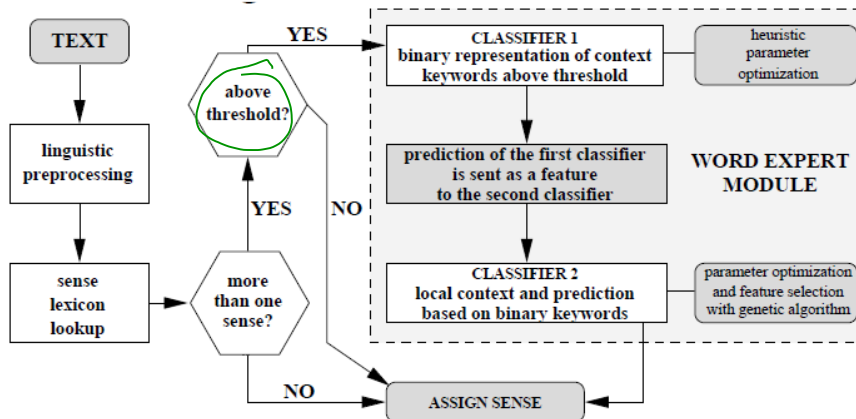 TEXT
linguistic
preprocessing
sense
lexicon
lookup
more
than one
sense?
YES
NO
above
threshold?
YES
NO
CLASSIFIER 1
binary representation of context
keywords above threshold
heuristic
parameter
optimization
prediction of the first classifier
is sent as a feature
to the second classifier
WORD EXPERT
MODULE
CLASSIFIER 2
local context and prediction
based on binary keywords
parameter optimization
and feature selection
with genetic algorithm
ASSIGN SENSE